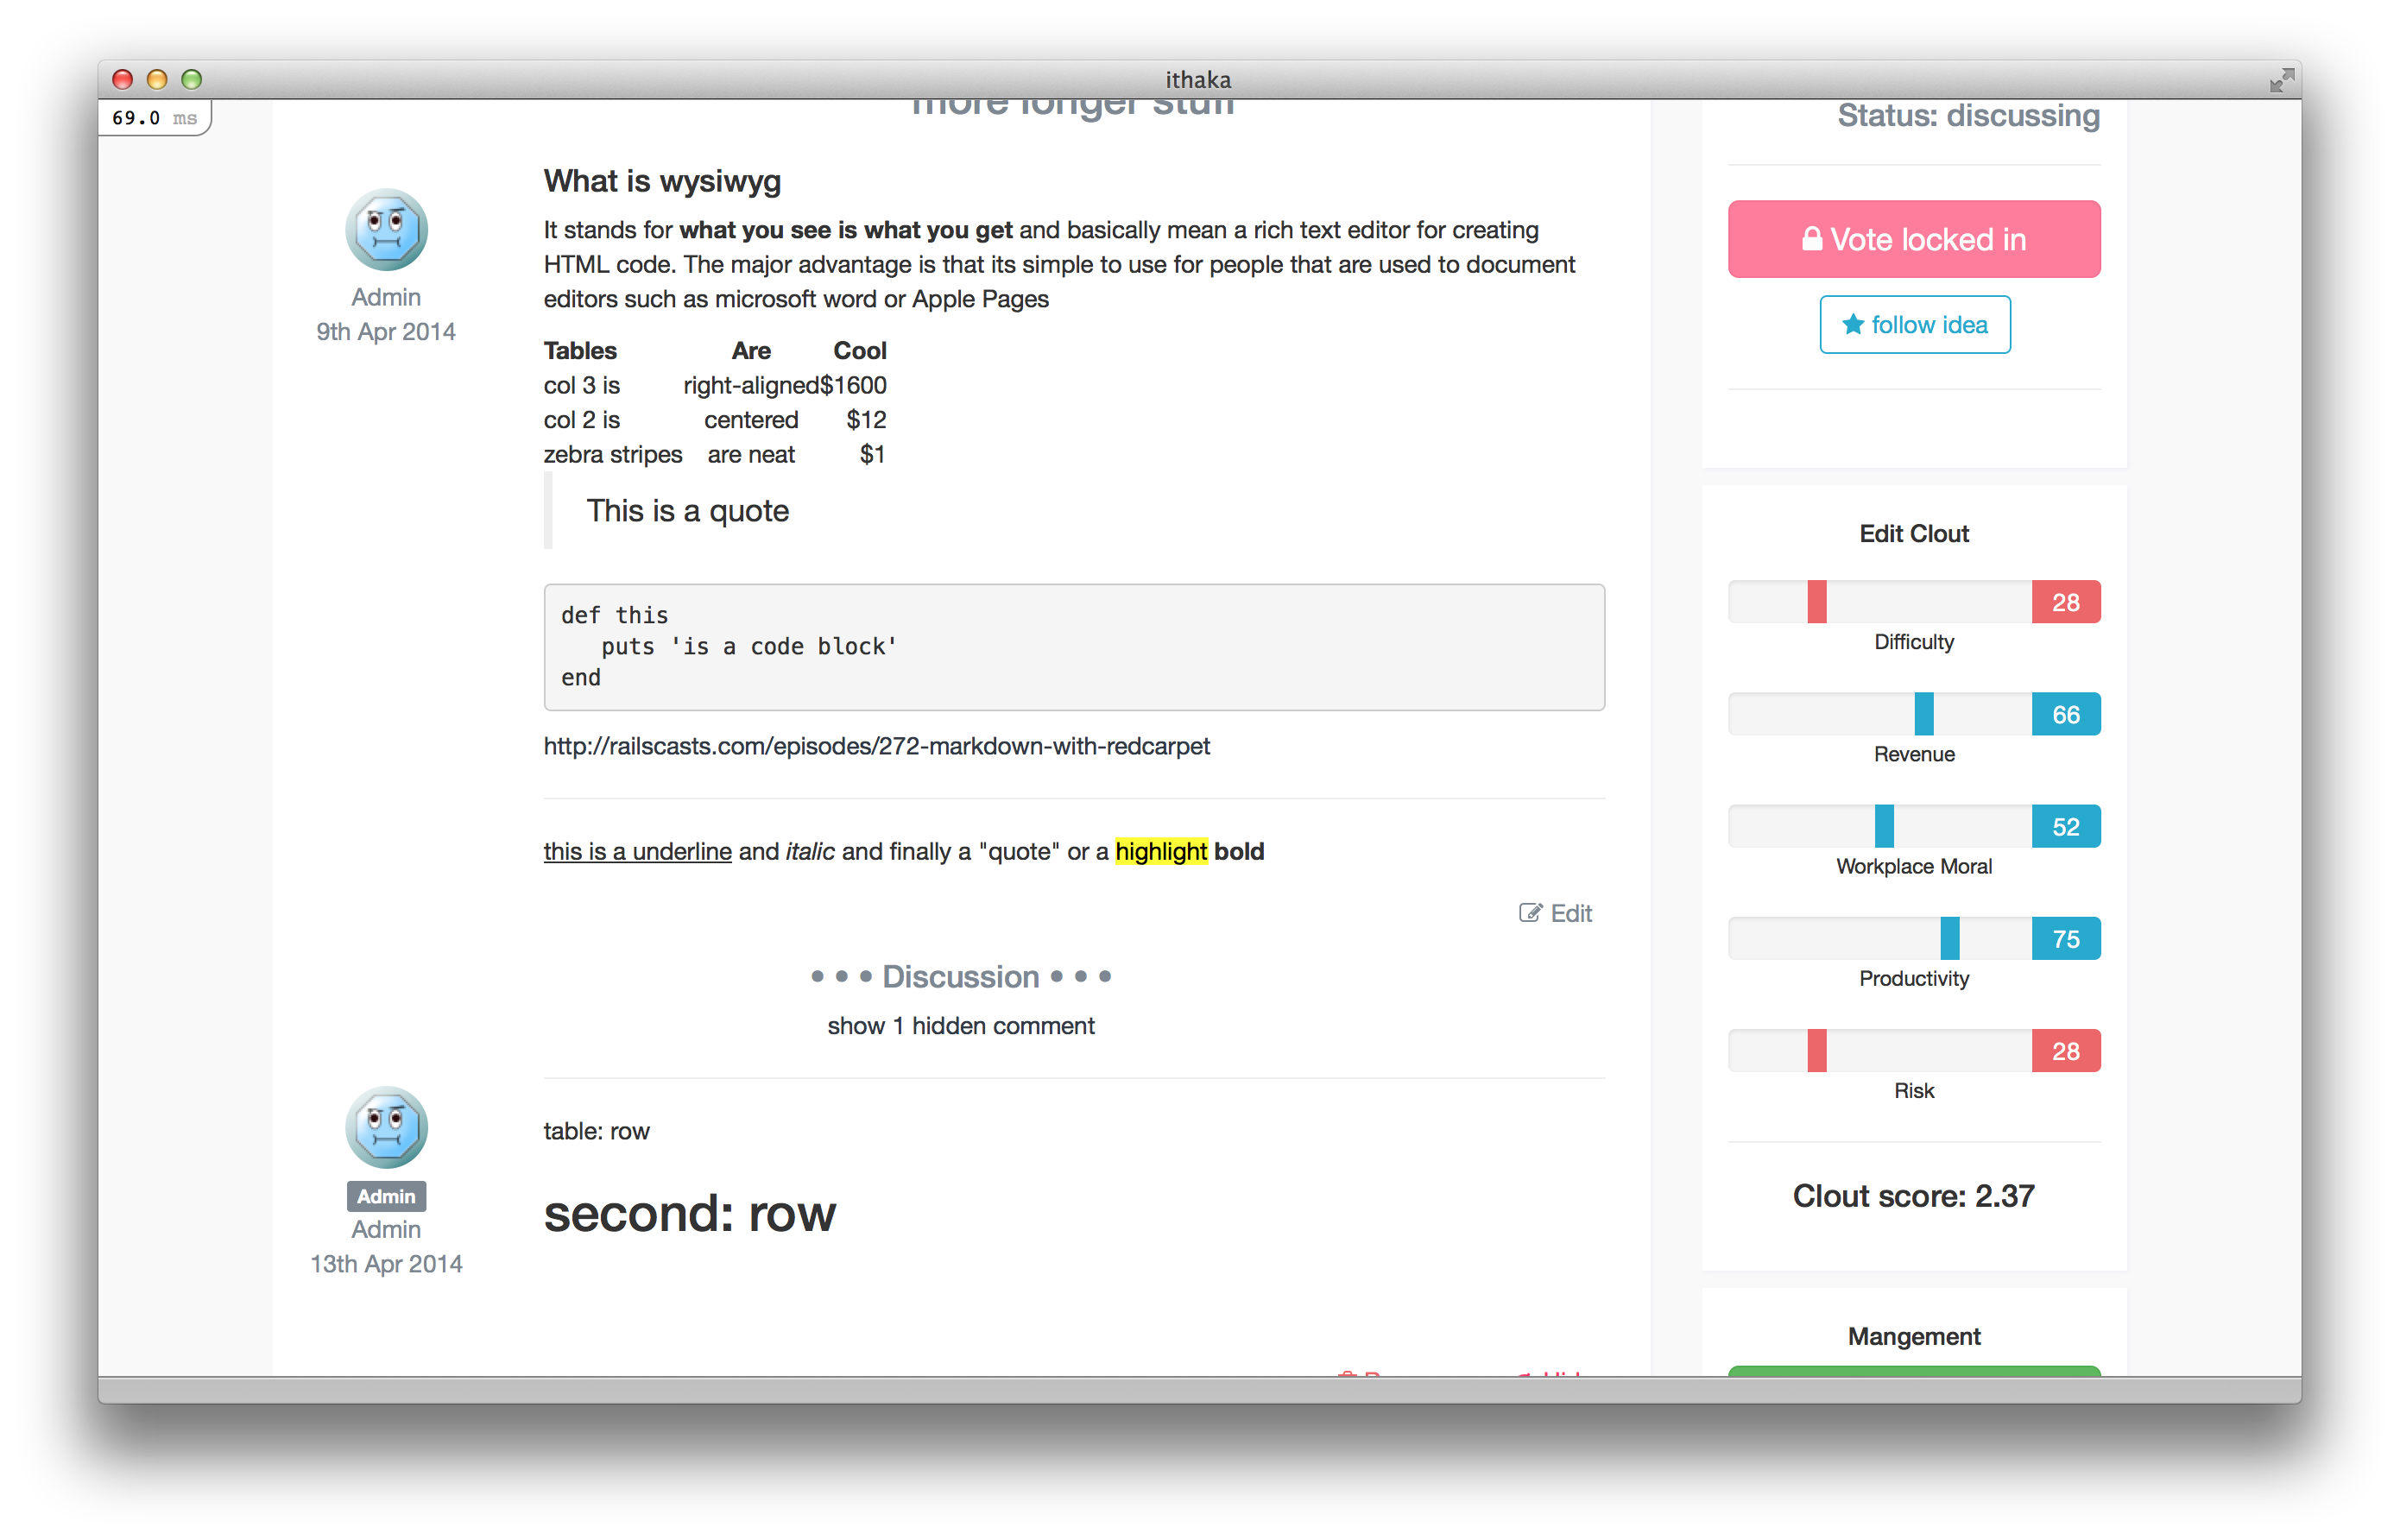 ithaka
69.0 ms
more longer stuff
What is wysiwyg
It stands for what you see is what you get and basically mean a rich text editor for creating
HTML code. The major advantage is that its simple to use for people that are used to document
editors such as microsoft word or Apple Pages
Admin
9th Apr 2014
Tables Are Cool
col 3 is right-aligned $1600
col 2 is centered $12
zebra stripes are neat $1
This is a quote
def this
   puts 'is a code block'
end
http://railscasts.com/episodes/272-markdown-with-redcarpet
this is a underline and italic and finally a "quote" or a highlight bold
Edit
• • • Discussion • • •
show 1 hidden comment
Admin
Admin
13th Apr 2014
table: row
second: row
Status: discussing
Vote locked in
follow idea
Edit Clout
28
Difficulty
66
Revenue
52
Workplace Moral
75
Productivity
28
Risk
Clout score: 2.37
Mangement